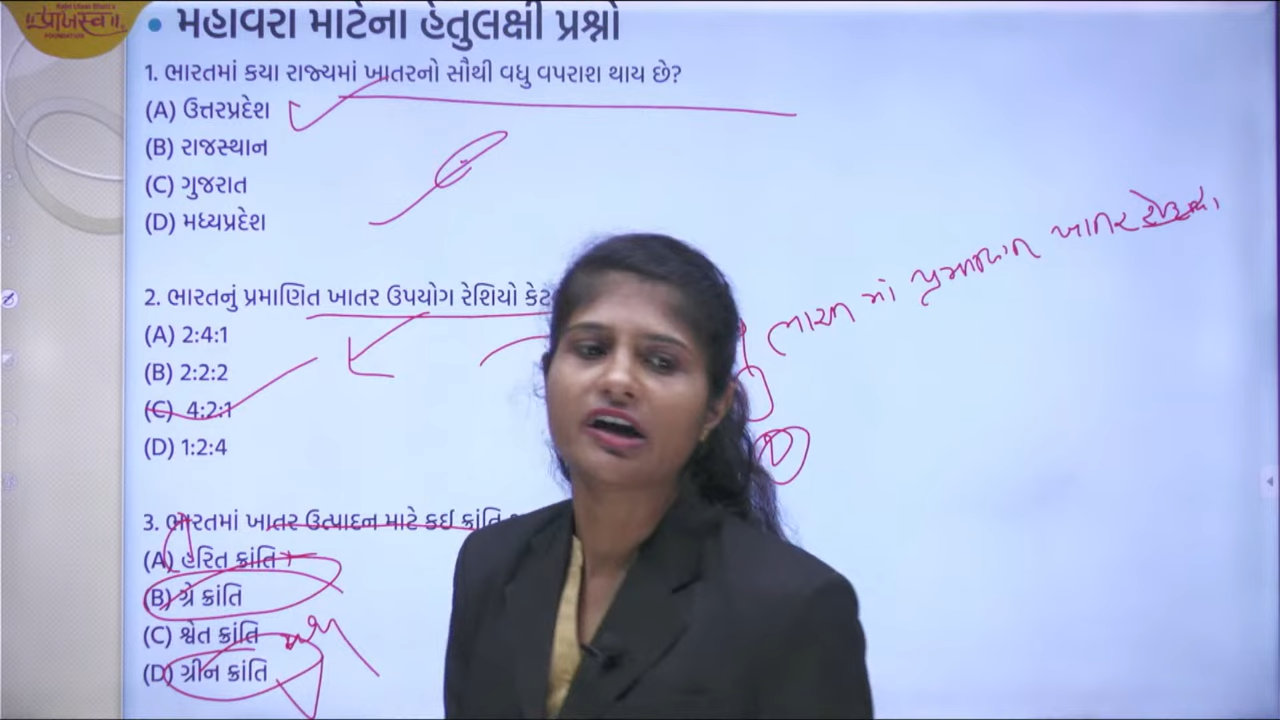 પ્રાજસ્વ
FOUNDATION
• મહાવરા માટેના હેતુલક્ષી પ્રશ્નો
1. ભારતમાં કયા રાજ્યમાં ખાતરનો સૌથી વધુ વપરાશ થાય છે?
(A) ઉત્તરપ્રદેશ
(B) રાજસ્થાન
(C) ગુજરાત
(D) મધ્યપ્રદેશ
2. ભારતનું પ્રમાણિત ખાતર ઉપયોગ રેશિયો
(A) 2:4:1
(B) 2:2:2
(C) 4:2:1
(D) 1:2:4
3. ભારતમાં ખાતર ઉત્પાદન માટે કઈ ક્રાંતિ
(A) હરિત ક્રાંતિ
(B) ગ્રે ક્રાંતિ
(C) શ્વેત ક્રાંતિ
(D) ગ્રીન ક્રાંતિ